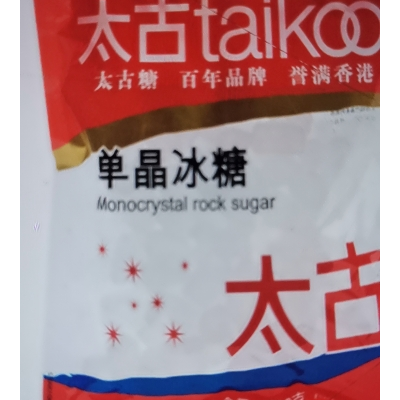 太古taikoo
太古糖 百年品牌 誉满香港
单晶冰糖
Monocrystal rock sugar
太古